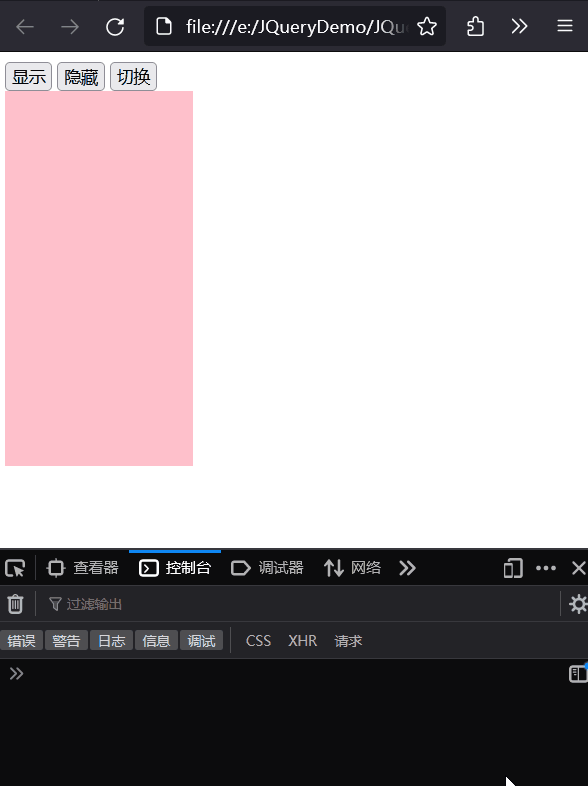 file:///e:/JQueryDemo/JQue
显示 隐藏 切换
查看器 控制台 调试器 网络
过滤输出
错误 警告 日志 信息 调试 CSS XHR 请求